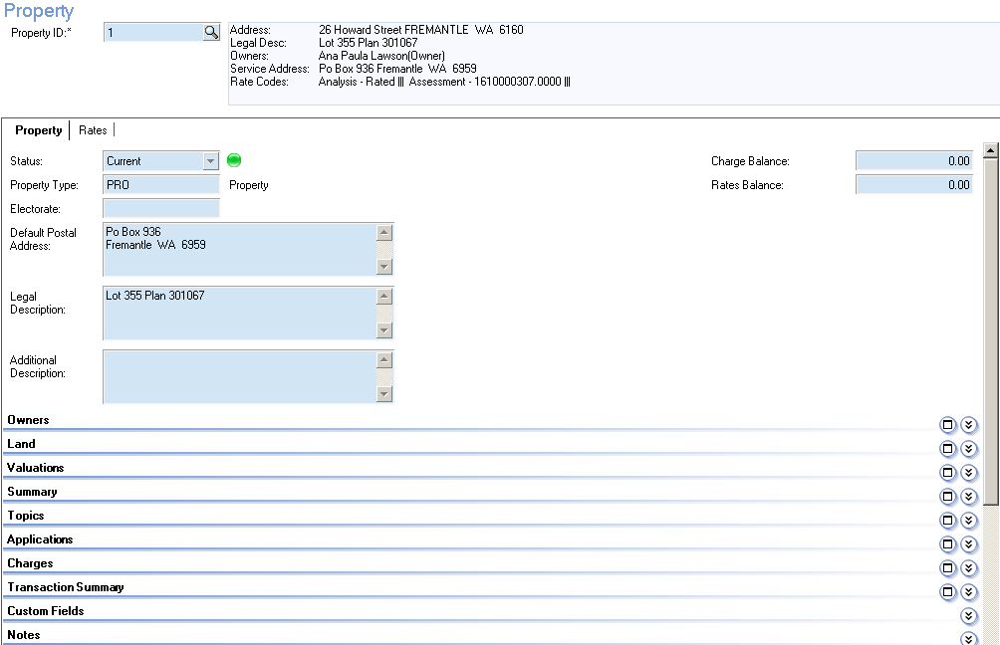 Property
Property ID:* 1
Address: 26 Howard Street FREMANTLE WA 6160
Legal Desc: Lot 355 Plan 301067
Owners: Ana Paula Lawson(Owner)
Service Address: Po Box 936 Fremantle WA 6959
Rate Codes: Analysis - Rated ||| Assessment - 1610000307.0000 |||
Property | Rates |
Status: Current Charge Balance: 0.00
Property Type: PRO Property Rates Balance: 0.00
Electorate:
Default Postal Po Box 936
Address: Fremantle WA 6959
Legal Lot 355 Plan 301067
Description:
Additional
Description:
Owners
Land
Valuations
Summary
Topics
Applications
Charges
Transaction Summary
Custom Fields
Notes